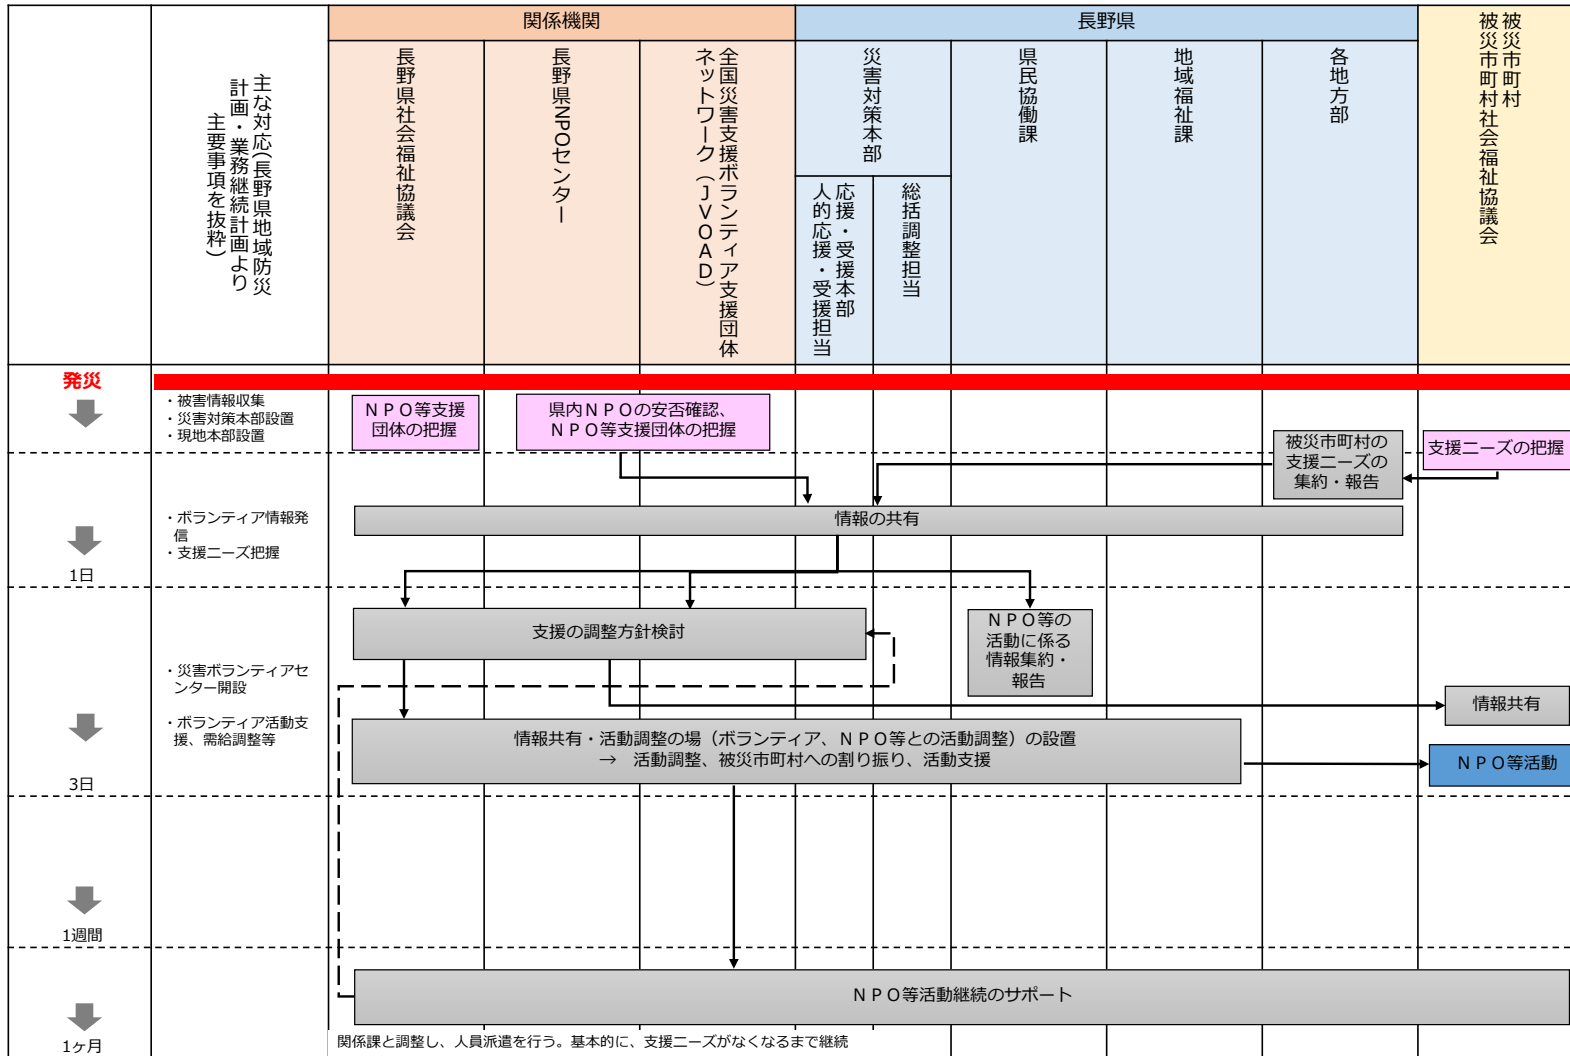 関係機関
長野県
主な対応(長野県地域防災
計画・業務継続計画より
主要事項を抜粋)
長野県社会福祉協議会
長野県NPOセンター
全国災害支援ボランティア支援団体
ネットワーク（JVOAD）
災害対策本部
応援・受援本部
人的応援・受援担当
総括調整担当
県民協働課
地域福祉課
各地方部
被災市町村
被災市町村社会福祉協議会
発災
・被害情報収集
・災害対策本部設置
・現地本部設置
ＮＰＯ等支援
団体の把握
県内ＮＰＯの安否確認、
ＮＰＯ等支援団体の把握
被災市町村の
支援ニーズの
集約・報告
支援ニーズの把握
・ボランティア情報発
信
・支援ニーズ把握
情報の共有
1日
支援の調整方針検討
ＮＰＯ等の
活動に係る
情報集約・
報告
・災害ボランティアセ
ンター開設
・ボランティア活動支
援、需給調整等
情報共有
情報共有・活動調整の場（ボランティア、ＮＰＯ等との活動調整）の設置
→　活動調整、被災市町村への割り振り、活動支援
ＮＰＯ等活動
3日
1週間
ＮＰＯ等活動継続のサポート
1ヶ月
関係課と調整し、人員派遣を行う。基本的に、支援ニーズがなくなるまで継続